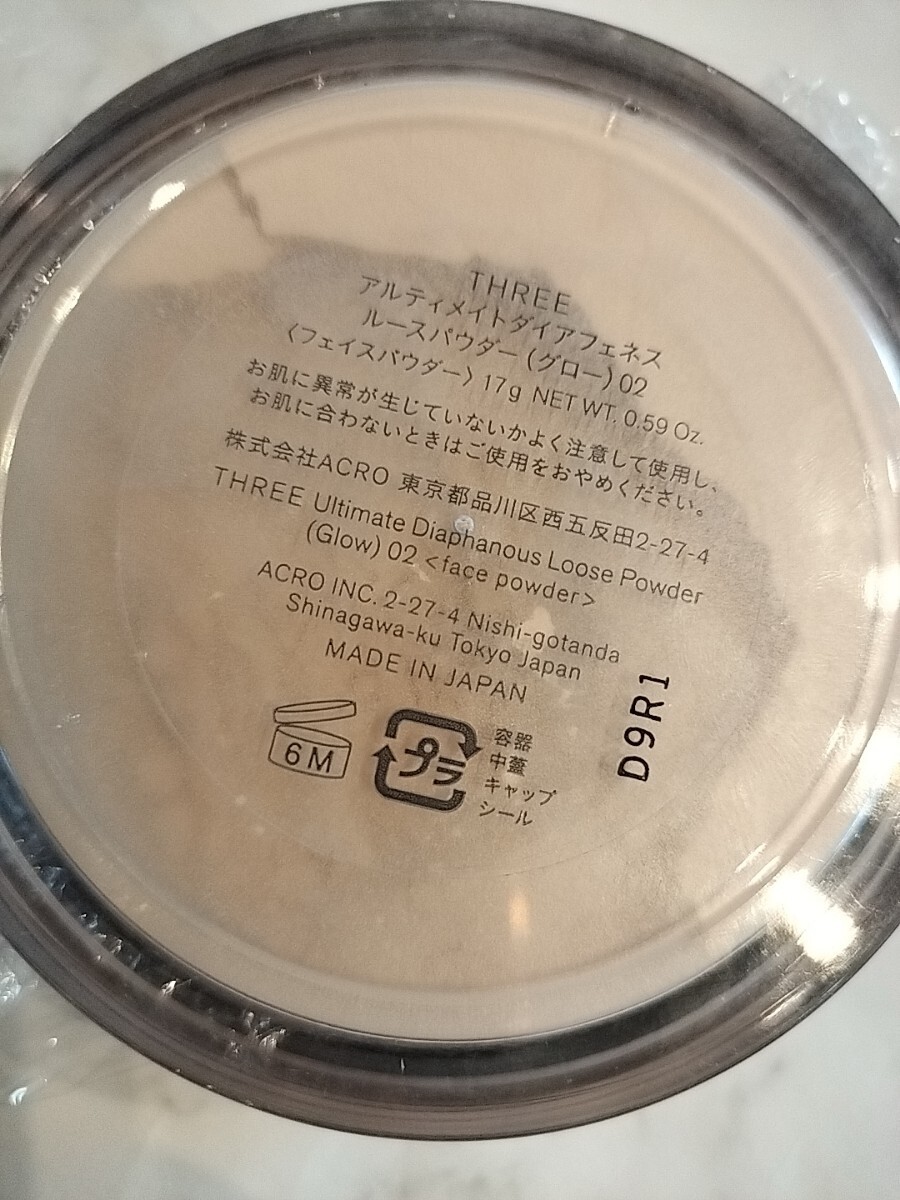 THREE
アルティメイトダイアフェネス
ルースパウダー(グロー)02
〈フェイスパウダー〉17g NET WT. 0.59 Oz.
お肌に異常が生じていないかよく注意して使用し、
お肌に合わないときはご使用をおやめください。
株式会社ACRO 東京都品川区西五反田2-27-4
THREE Ultimate Diaphanous Loose Powder
(Glow) 02 <face powder>
ACRO INC. 2-27-4 Nishi-gotanda
Shinagawa-ku Tokyo Japan
MADE IN JAPAN
6M
プラ
容器
中蓋
キャップ
シール
D9R1